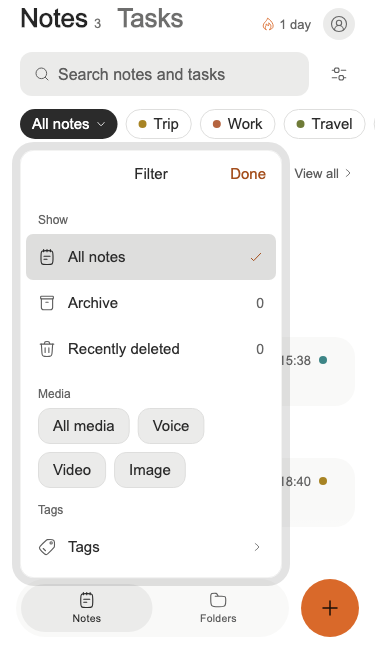 Notes 3 Tasks 1 day
Search notes and tasks
All notes Trip Work Travel
Filter Done View all
Show
All notes
Archive 0
Recently deleted 0
15:38
Media
All media Voice
Video Image
18:40
Tags
Tags
Notes Folders